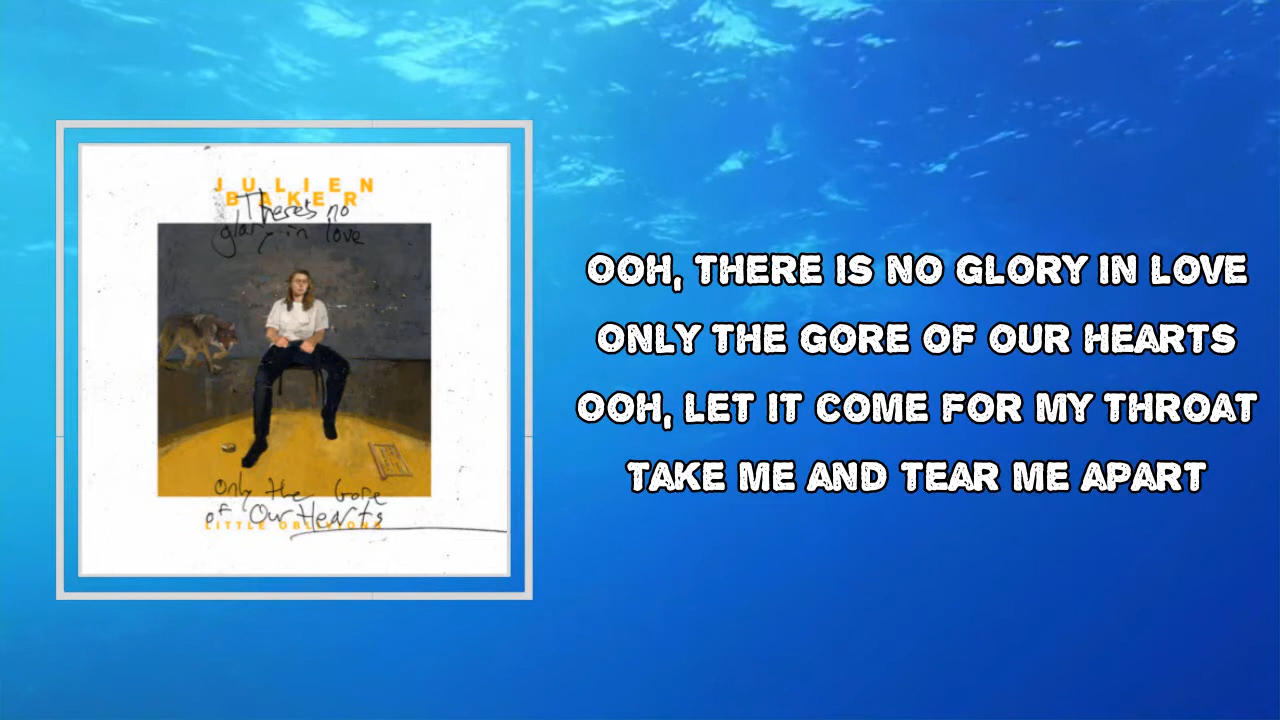 JULIEN
BAKER
There's no
glory in love
Only the Gore
of Our Hearts
LITTLE OBLIVIONS
OOH, THERE IS NO GLORY IN LOVE
ONLY THE GORE OF OUR HEARTS
OOH, LET IT COME FOR MY THROAT
TAKE ME AND TEAR ME APART